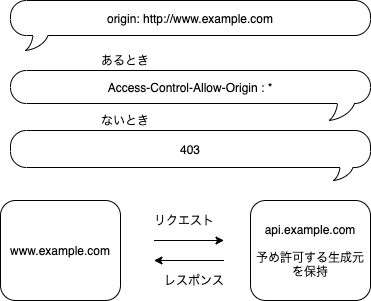 origin: http://www.example.com
あるとき
Access-Control-Allow-Origin : *
ないとき
403
リクエスト
www.example.com
api.example.com
予め許可する生成元
を保持
レスポンス